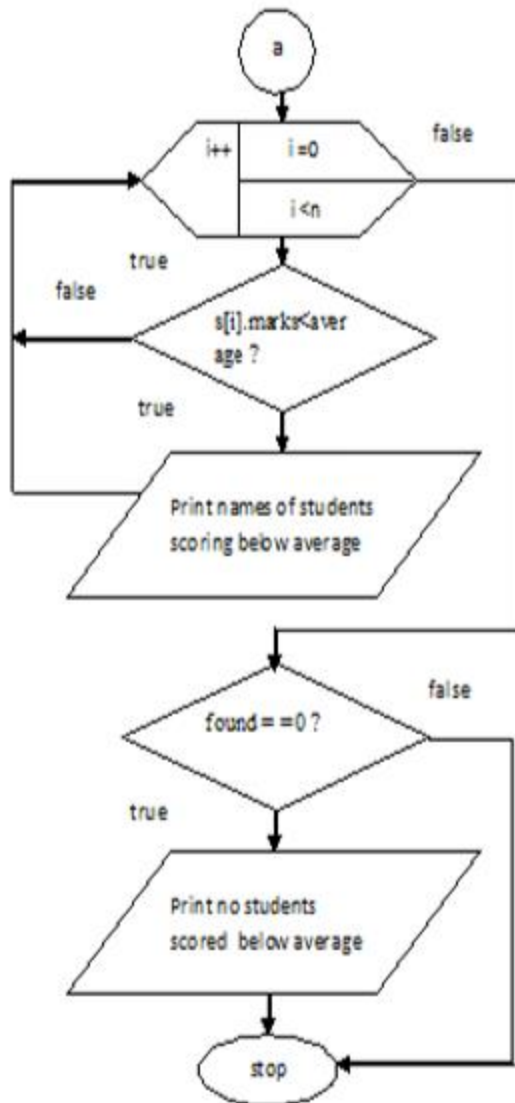 a
i++
i=0
false
i<n
true
false
s[i].marks<aver
age ?
true
Print names of students
scoring below average
false
found==0 ?
true
Print no students
scored below average
stop